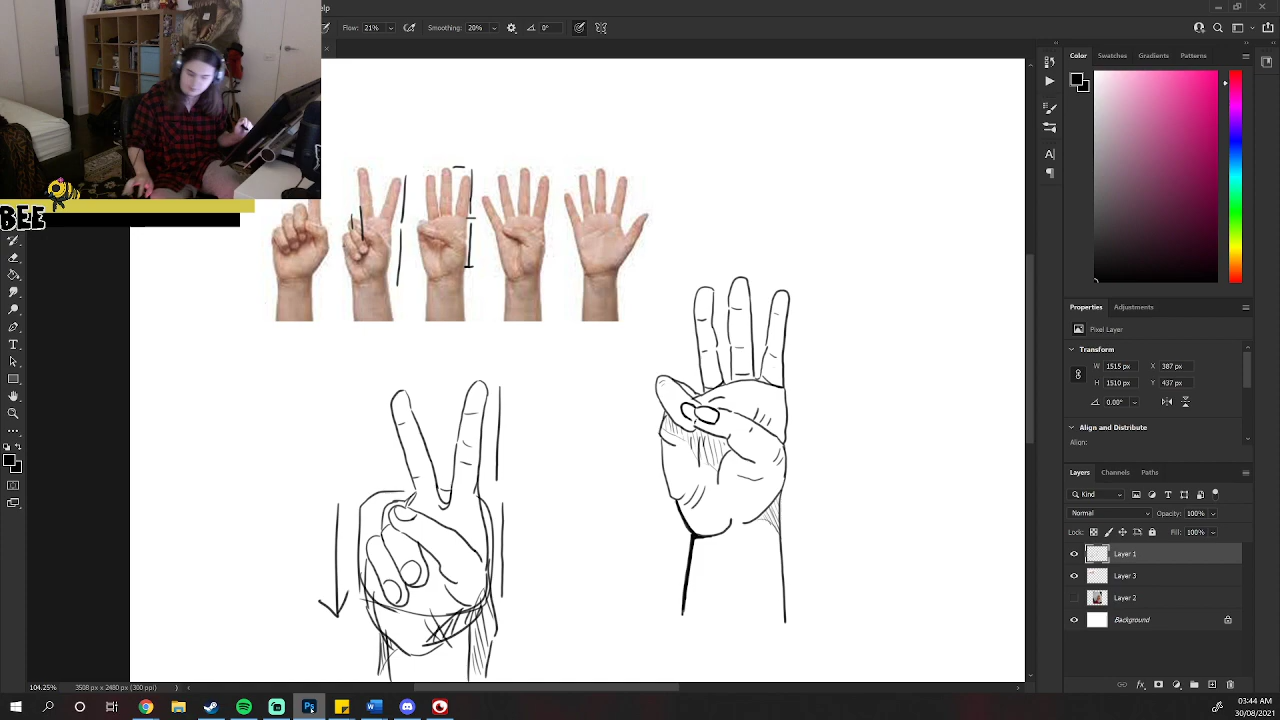 Flow: 21%
Smoothing: 20%
0°
BEE
Color
Swatches
Gradients
Patterns
Properties
Adjustments
Pixel Layer
Transform
W: 1515 px
X: 387 px
H: 1510 px
Y: 437 px
0.00°
Align and Distribute
Align:
Layers
Channels
Paths
Kind
Normal
Opacity: 100%
Lock:
Fill: 100%
Layer 1
Layer 3
Layer 2
Background
104.25%
3508 px x 2480 px (300 ppi)
03:44 AM
30/08/2021